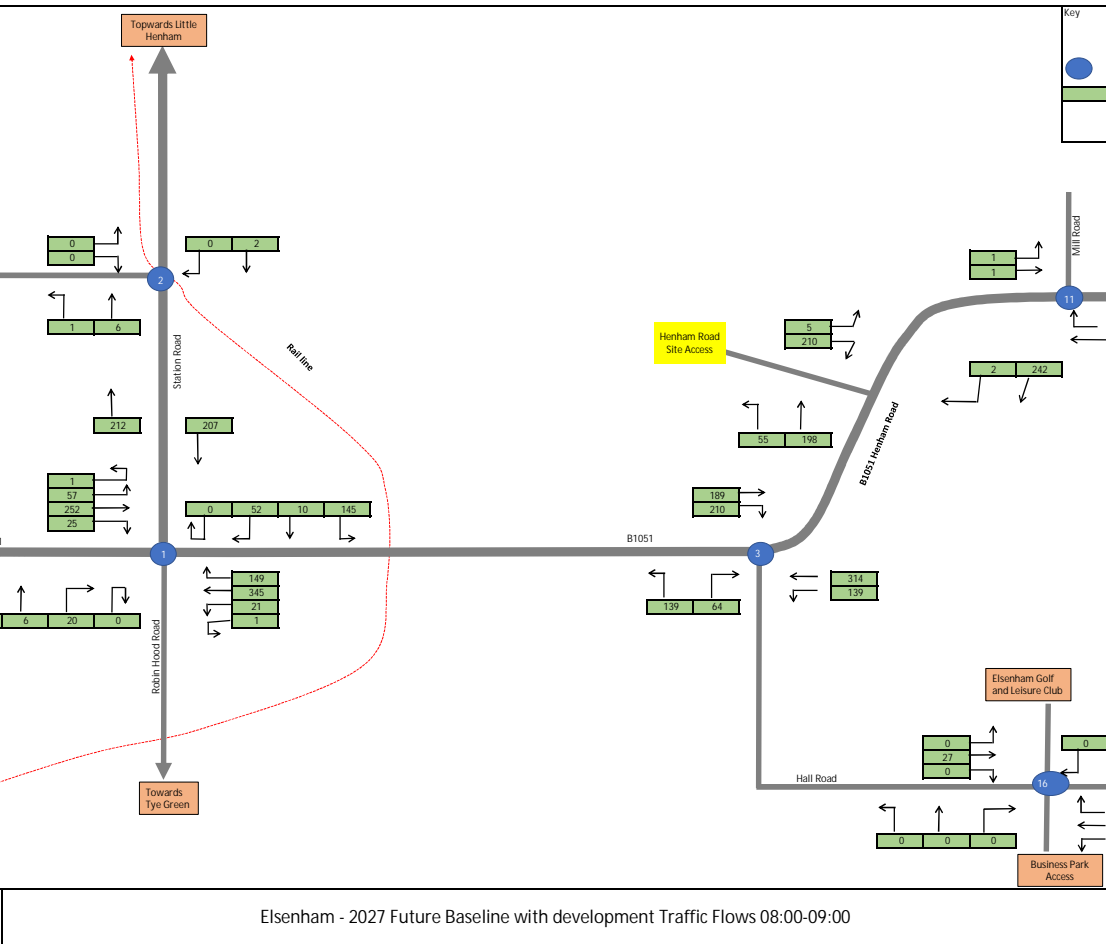 Topwards Little
Henham
Key
0
0
0 2
2
1 6
Station Road
Rail line
Mill Road
1
1
11
Henham Road
Site Access
5
210
2 242
55 198
B1051 Henham Road
212
207
1
57
252
25
0 52 10 145
189
210
1
B1051
3
149
345
21
1
6 20 0
139 64
314
139
Robin Hood Road
Elsenham Golf
and Leisure Club
0
27
0
0
Hall Road
16
Towards
Tye Green
0 0 0
Business Park
Access
Elsenham - 2027 Future Baseline with development Traffic Flows 08:00-09:00